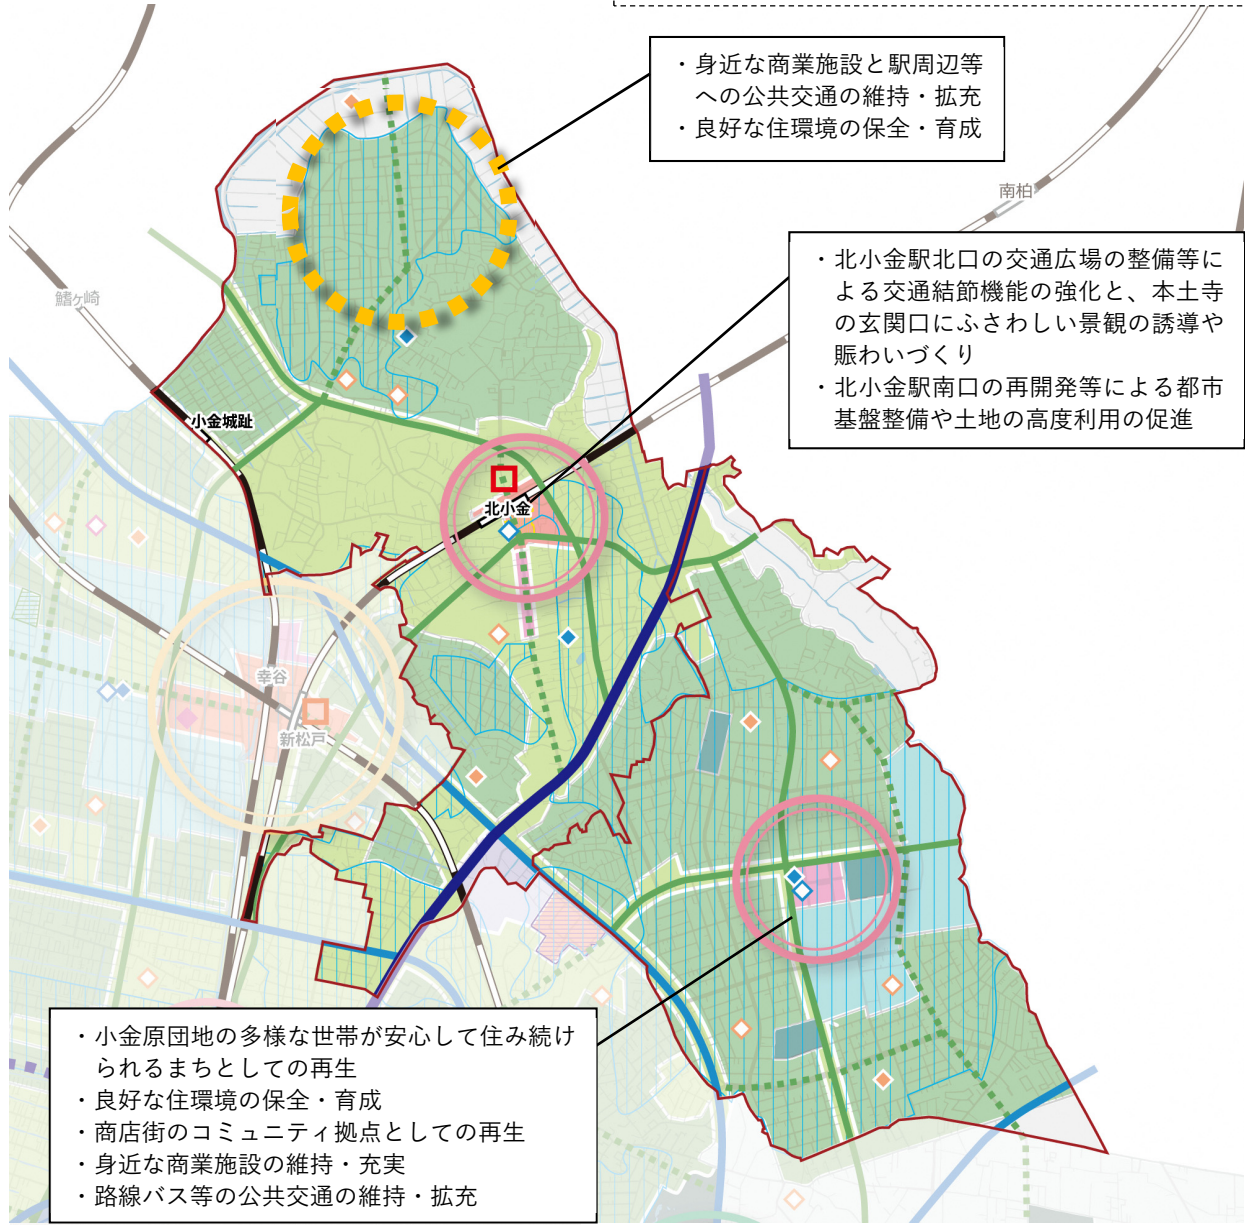 ・身近な商業施設と駅周辺等
への公共交通の維持・拡充
・良好な住環境の保全・育成
南柏
・北小金駅北口の交通広場の整備等に
よる交通結節機能の強化と、本土寺
の玄関口にふさわしい景観の誘導や
賑わいづくり
・北小金駅南口の再開発等による都市
基盤整備や土地の高度利用の促進
鰭ケ崎
小金城趾
北小金
幸谷
新松戸
・小金原団地の多様な世帯が安心して住み続け
られるまちとしての再生
・良好な住環境の保全・育成
・商店街のコミュニティ拠点としての再生
・身近な商業施設の維持・充実
・路線バス等の公共交通の維持・拡充